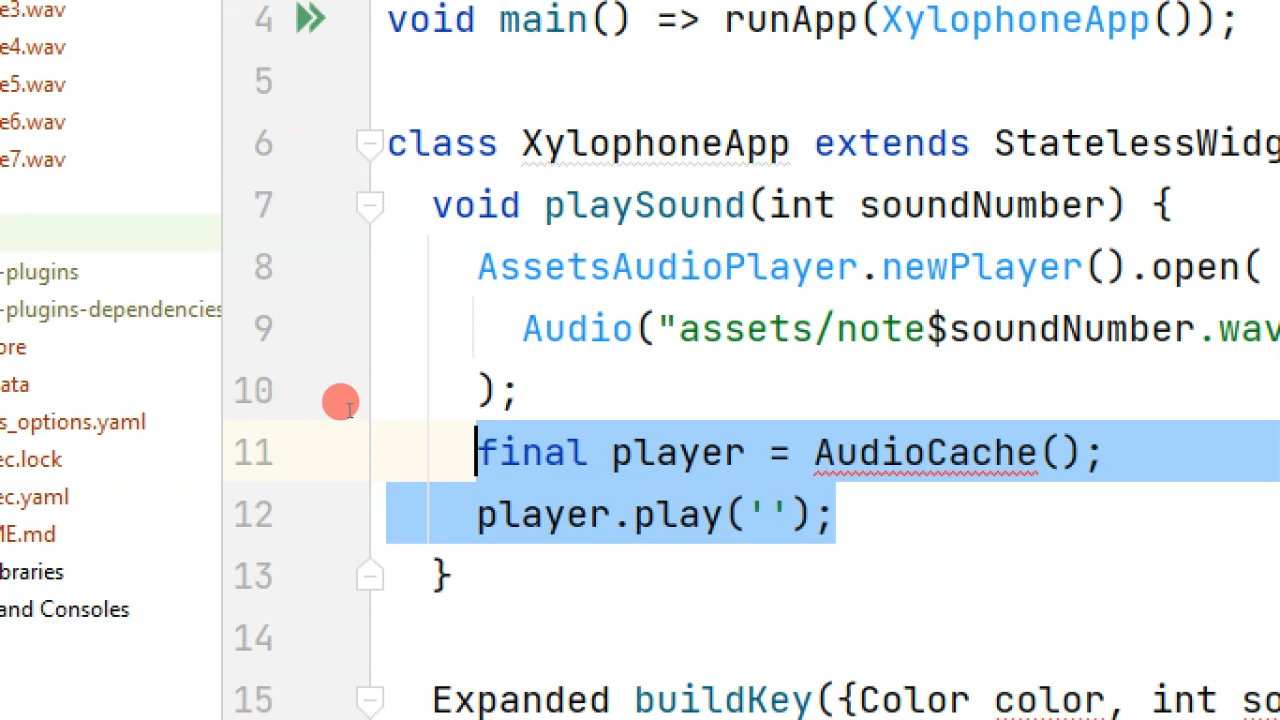 e3.wav
e4.wav
e5.wav
e6.wav
e7.wav
-plugins
-plugins-dependencies
ore
ata
s_options.yaml
ec.lock
ec.yaml
ME.md
braries
and Consoles
4 void main() => runApp(XylophoneApp());
5
6 class XylophoneApp extends StatelessWidg
7 void playSound(int soundNumber) {
8 AssetsAudioPlayer.newPlayer().open(
9 Audio("assets/note$soundNumber.wav
10 );
11 final player = AudioCache();
12 player.play('');
13 }
14
15 Expanded buildKey({Color color, int so